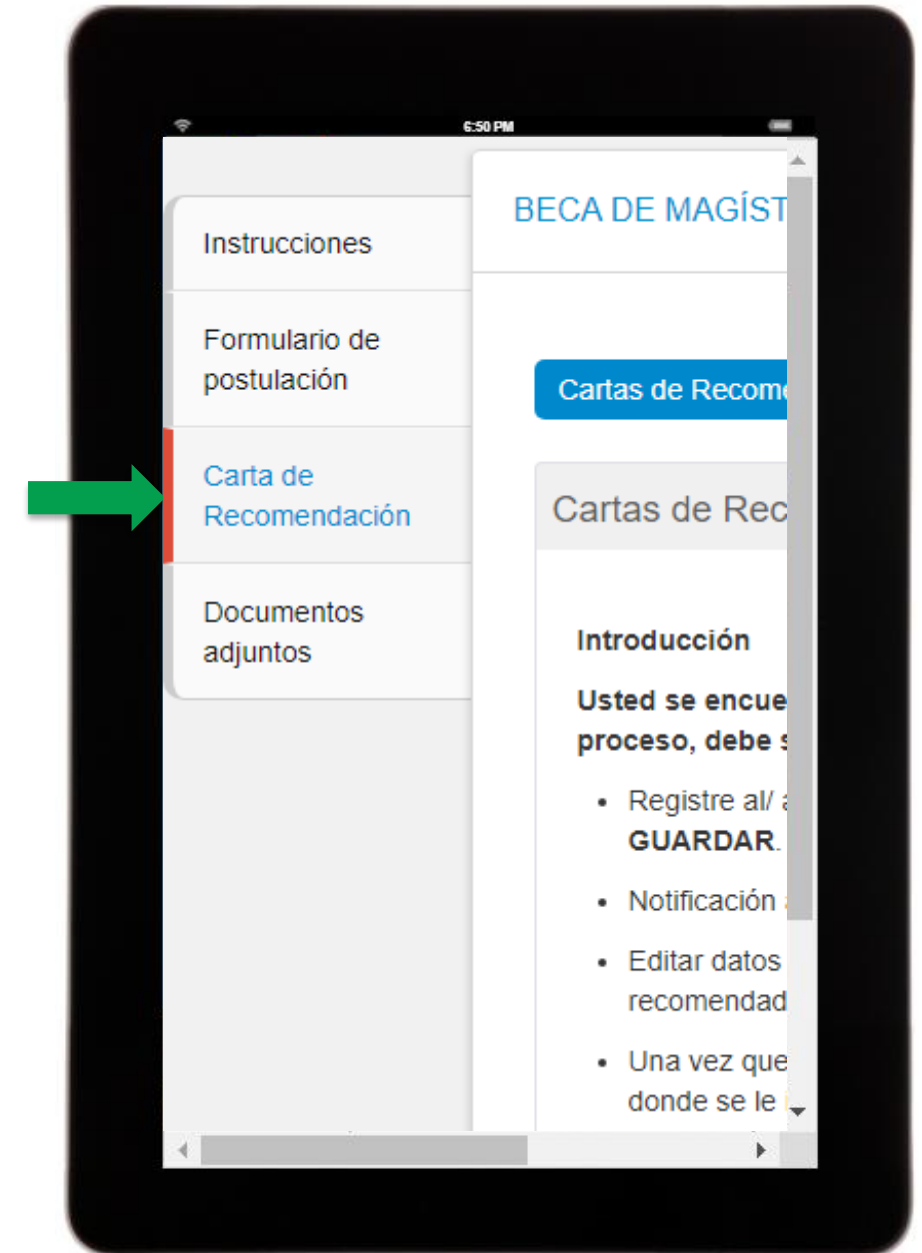 6:50 PM
Instrucciones
Formulario de
postulación
Carta de
Recomendación
Documentos
adjuntos
BECA DE MAGÍST
Cartas de Recom
Cartas de Rec
Introducción
Usted se encue
proceso, debe s
Registre al/ a
GUARDAR.
Notificación
Editar datos
recomendad
Una vez que
donde se le